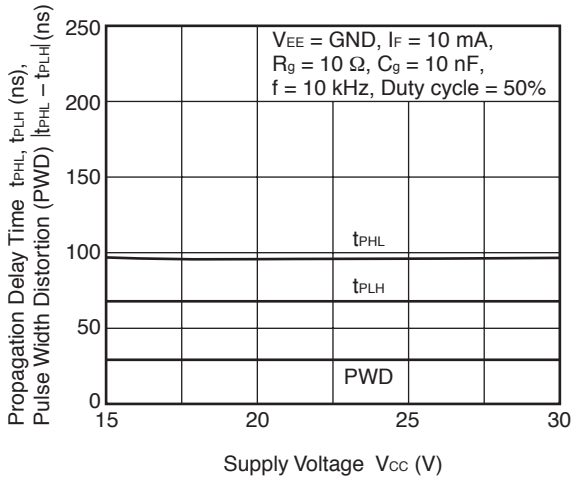 Propagation Delay Time tPHL, tPLH (ns),
Pulse Width Distortion (PWD) |tPHL – tPLH| (ns)
250
200
150
100
50
0
VEE = GND, IF = 10 mA,
Rg = 10 Ω, Cg = 10 nF,
f = 10 kHz, Duty cycle = 50%
tPHL
tPLH
PWD
15
20
25
30
Supply Voltage VCC (V)